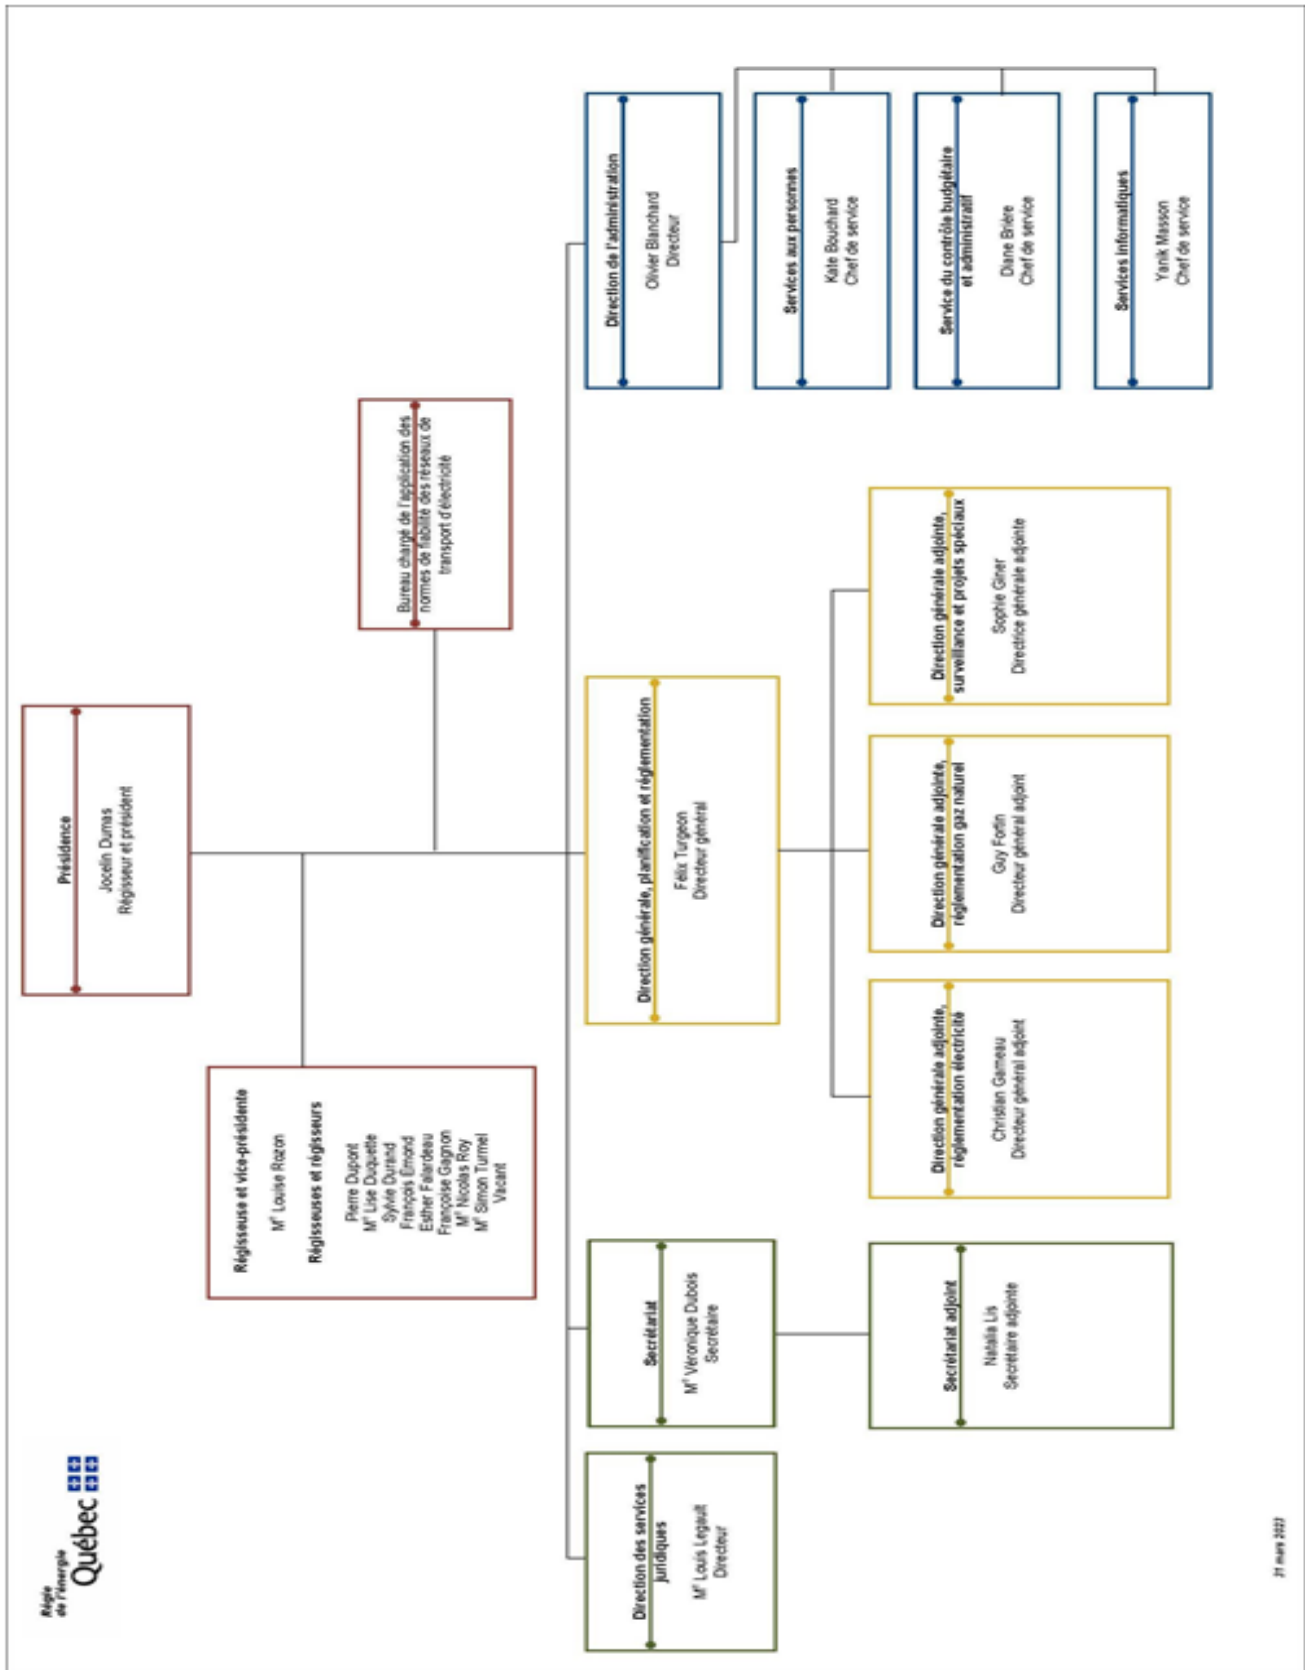 Régie
de l'énergie
Québec
Présidence
Jocelin Dumas
Régisseur et président
Régisseuse et vice-présidente
Mᵉ Louise Rozon
Régisseuses et régisseurs
Pierre Dupont
Mᵉ Lise Duquette
Sylvie Durand
François Émond
Esther Falardeau
Françoise Gagnon
Mᵉ Nicolas Roy
Mᵉ Simon Turmel
Vacant
Bureau chargé de l'application des
normes de fiabilité des réseaux de
transport d'électricité
Direction des services
juridiques
Mᵉ Louis Legault
Directeur
Secrétariat
Mᵉ Véronique Dubois
Secrétaire
Direction générale, planification et réglementation
Félix Turgeon
Directeur général
Direction de l'administration
Olivier Blanchard
Directeur
Secrétariat adjoint
Natalia Lis
Secrétaire adjointe
Direction générale adjointe,
réglementation électricité
Christian Garneau
Directeur général adjoint
Direction générale adjointe,
réglementation gaz naturel
Guy Fortin
Directeur général adjoint
Direction générale adjointe,
surveillance et projets spéciaux
Sophie Giner
Directrice générale adjointe
Services aux personnes
Kate Bouchard
Chef de service
Service du contrôle budgétaire
et administratif
Diane Brière
Chef de service
Services informatiques
Yanik Masson
Chef de service
mars